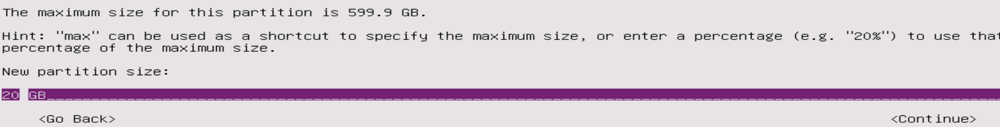 The maximum size for this partition is 599.9 GB.
Hint: "max" can be used as a shortcut to specify the maximum size, or enter a percentage (e.g. "20%") to use that
percentage of the maximum size.
New partition size:
20 GB
<Go Back> <Continue>